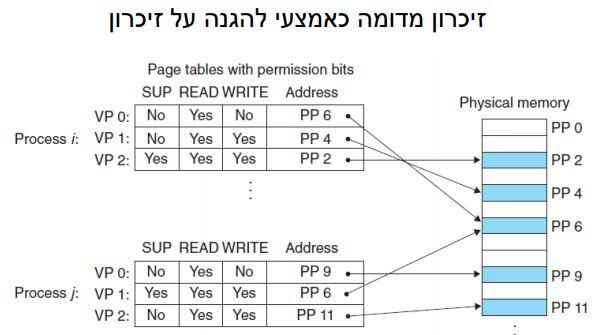 זיכרון מדומה כאמצעי להגנה על זיכרון
Page tables with permission bits
SUP READ WRITE Address
Process i:
VP 0: No Yes No PP 6
VP 1: No Yes Yes PP 4
VP 2: Yes Yes Yes PP 2
⋮
SUP READ WRITE Address
Process j:
VP 0: No Yes No PP 9
VP 1: Yes Yes Yes PP 6
VP 2: No Yes Yes PP 11
Physical memory
PP 0
PP 2
PP 4
PP 6
PP 9
PP 11
⋮